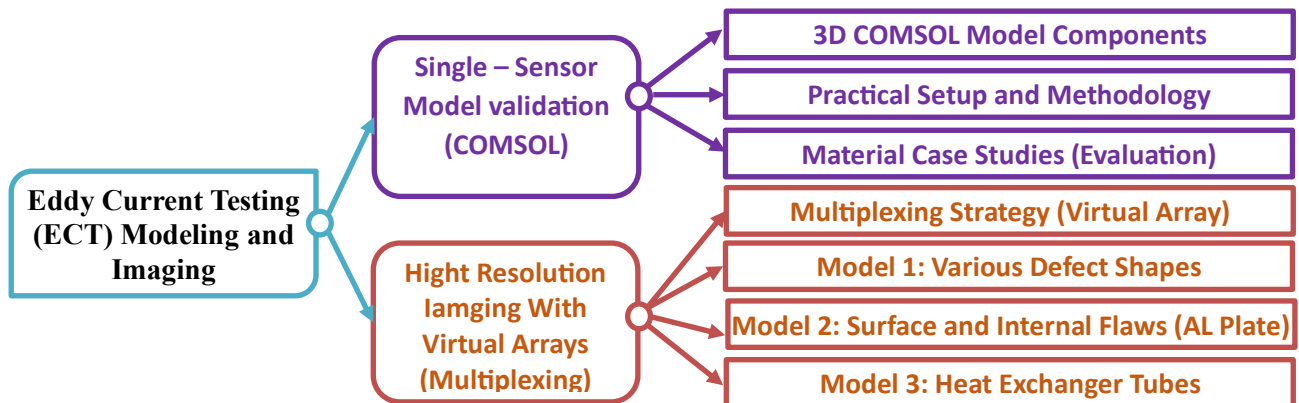 Eddy Current Testing
(ECT) Modeling and
Imaging
Single – Sensor
Model validation
(COMSOL)
3D COMSOL Model Components
Practical Setup and Methodology
Material Case Studies (Evaluation)
Hight Resolution
Iamging With
Virtual Arrays
(Multiplexing)
Multiplexing Strategy (Virtual Array)
Model 1: Various Defect Shapes
Model 2: Surface and Internal Flaws (AL Plate)
Model 3: Heat Exchanger Tubes